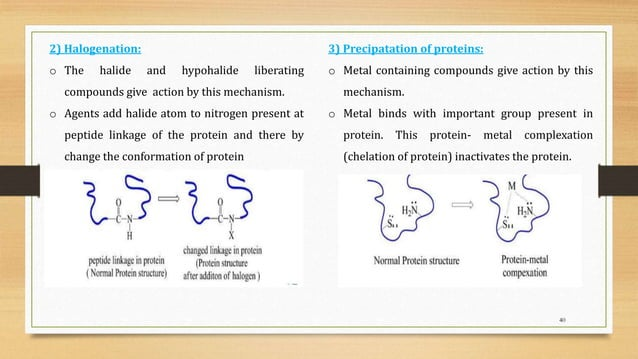 2) Halogenation:
o The halide and hypohalide liberating
compounds give action by this mechanism.
o Agents add halide atom to nitrogen present at
peptide linkage of the protein and there by
change the conformation of protein
O
C-N
H
O
C-N
X
peptide linkage in protein
( Normal Protein structure)
changed linkage in protein
(Protein structure
after additon of halogen )
3) Precipatation of proteins:
o Metal containing compounds give action by this
mechanism.
o Metal binds with important group present in
protein. This protein- metal complexation
(chelation of protein) inactivates the protein.
H₂N
S
M
H₂N
S
Normal Protein structure
Protein-metal
compexation
40